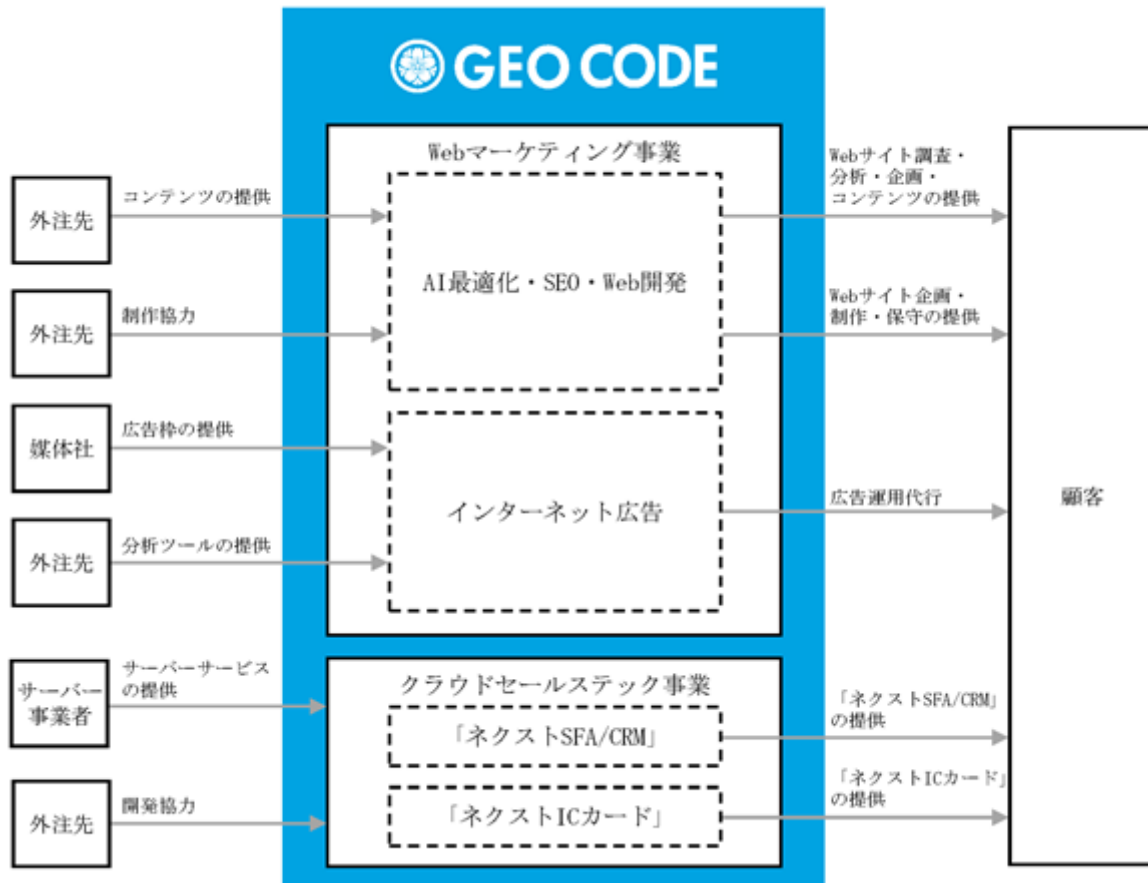 GEO CODE
Webマーケティング事業
外注先
コンテンツの提供
外注先
制作協力
AI最適化・SEO・Web開発
Webサイト調査・
分析・企画・
コンテンツの提供
Webサイト企画・
制作・保守の提供
媒体社
広告枠の提供
外注先
分析ツールの提供
インターネット広告
広告運用代行
顧客
サーバー
事業者
サーバーサービス
の提供
外注先
開発協力
クラウドセールステック事業
「ネクストSFA/CRM」
「ネクストICカード」
「ネクストSFA/CRM」
の提供
「ネクストICカード」
の提供